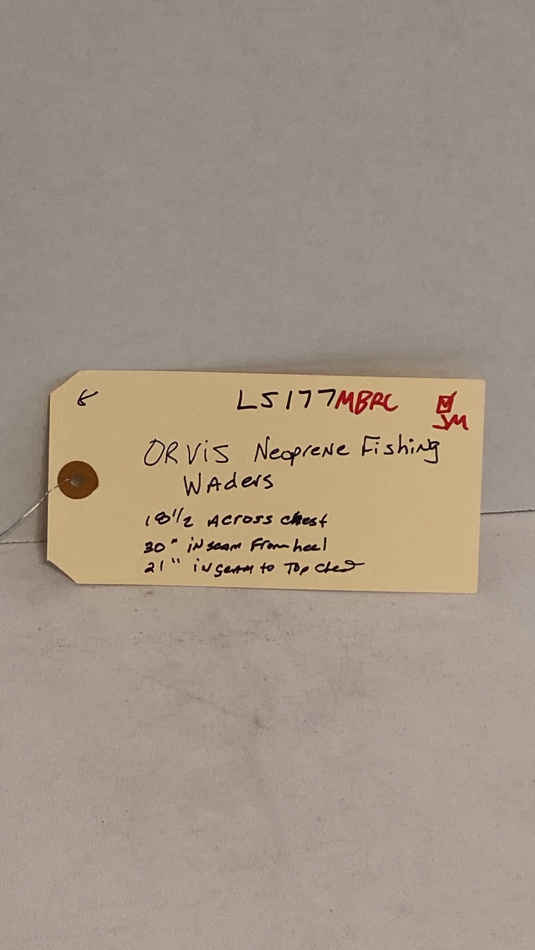 L5177MBRC
JM
ORVIS Neoprene Fishing
WAders
18 1/2 Across chest
30" inseam From heel
21" inseam to Top chest